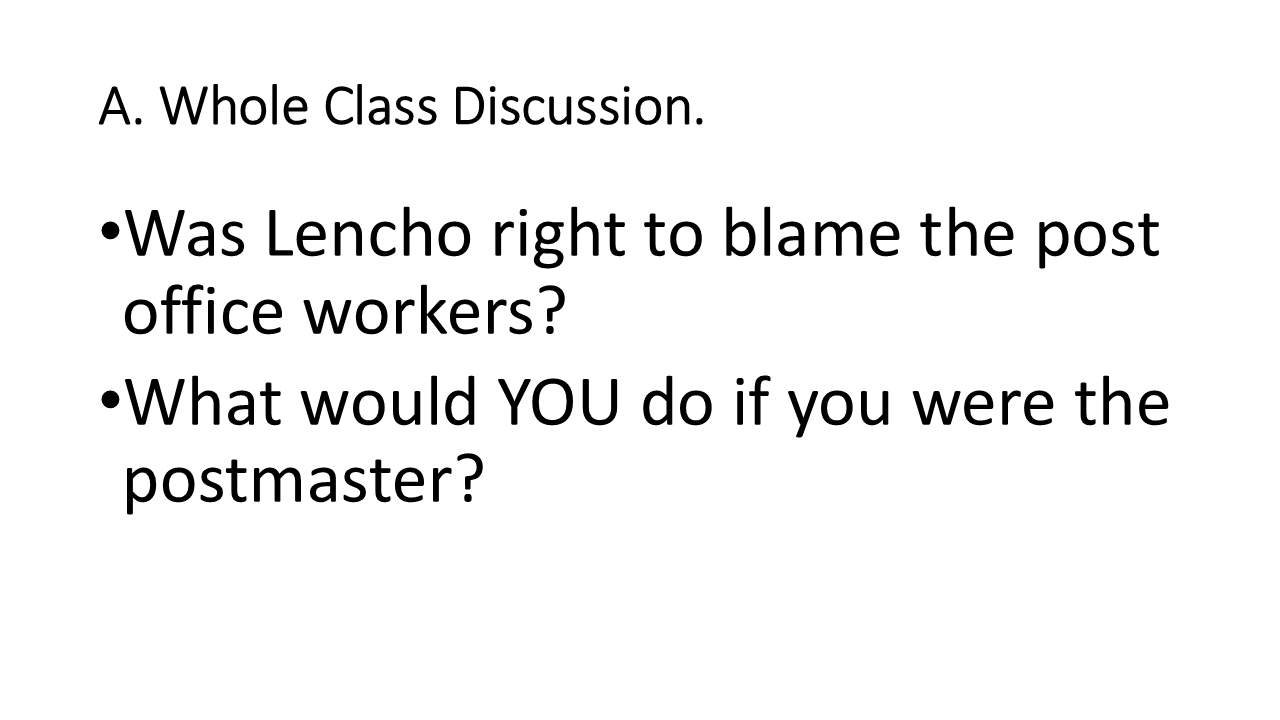 A. Whole Class Discussion.
•Was Lencho right to blame the post
office workers?
•What would YOU do if you were the
postmaster?